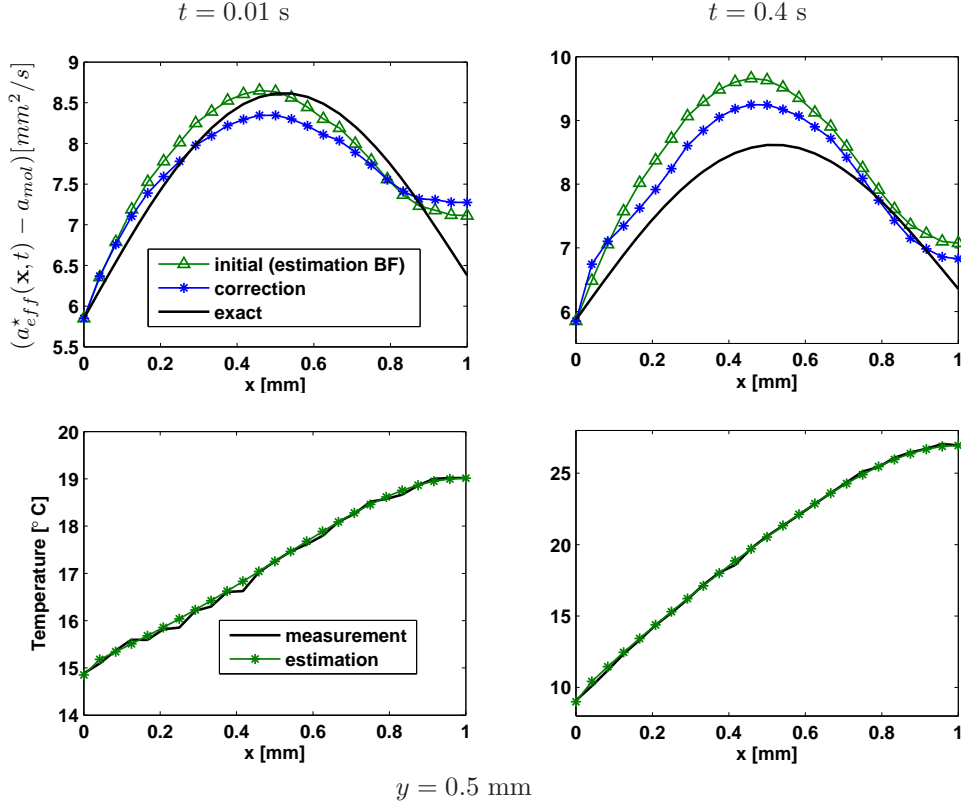 t = 0.01 s
t = 0.4 s
(a⋆eff(x, t) − amol)[mm²/s]
9
8.5
8
7.5
7
6.5
6
5.5
0 0.2 0.4 0.6 0.8 1
x [mm]
initial (estimation BF)
correction
exact
10
9
8
7
6
0 0.2 0.4 0.6 0.8 1
x [mm]
Temperature [° C]
20
19
18
17
16
15
14
0 0.2 0.4 0.6 0.8 1
x [mm]
measurement
estimation
25
20
15
10
0 0.2 0.4 0.6 0.8 1
x [mm]
y = 0.5 mm